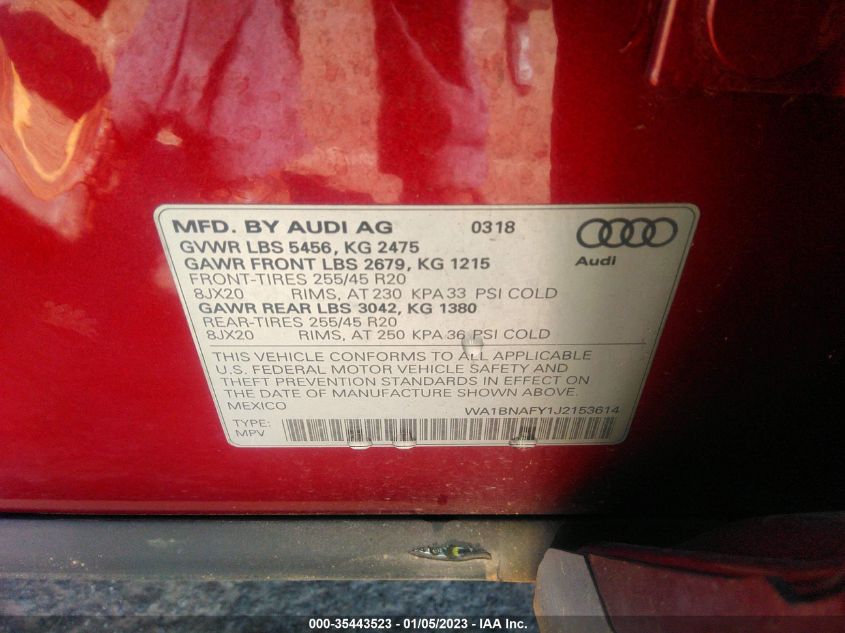 MFD. BY AUDI AG 0318
GVWR LBS 5456, KG 2475
Audi
GAWR FRONT LBS 2679, KG 1215
FRONT-TIRES 255/45 R20
8JX20 RIMS, AT 230 KPA 33 PSI COLD
GAWR REAR LBS 3042, KG 1380
REAR-TIRES 255/45 R20
8JX20 RIMS, AT 250 KPA 36 PSI COLD
THIS VEHICLE CONFORMS TO ALL APPLICABLE
U.S. FEDERAL MOTOR VEHICLE SAFETY AND
THEFT PREVENTION STANDARDS IN EFFECT ON
THE DATE OF MANUFACTURE SHOWN ABOVE.
MEXICO WA1BNAFY1J2153614
TYPE:
MPV
000-35443523 - 01/05/2023 - IAA Inc.